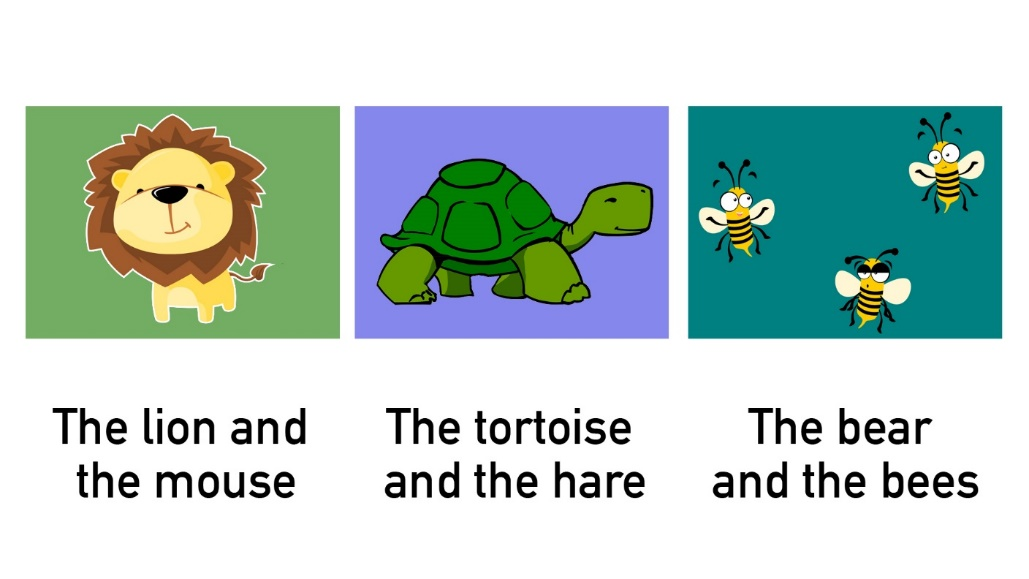 The lion and
the mouse
The tortoise
and the hare
The bear
and the bees